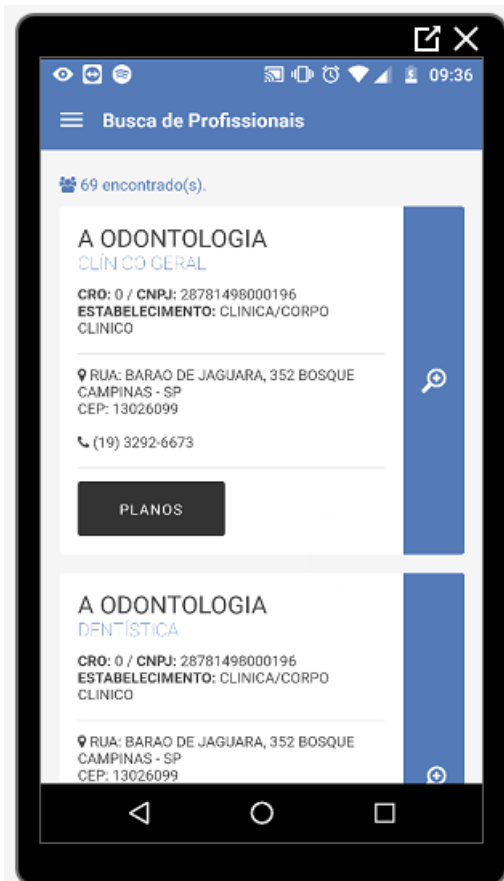 09:36
Busca de Profissionais
69 encontrado(s).
A ODONTOLOGIA
CLÍNICO GERAL
CRO: 0 / CNPJ: 28781498000196
ESTABELECIMENTO: CLINICA/CORPO
CLINICO
RUA: BARAO DE JAGUARA, 352 BOSQUE
CAMPINAS - SP
CEP: 13026099
(19) 3292-6673
PLANOS
A ODONTOLOGIA
DENTÍSTICA
CRO: 0 / CNPJ: 28781498000196
ESTABELECIMENTO: CLINICA/CORPO
CLINICO
RUA: BARAO DE JAGUARA, 352 BOSQUE
CAMPINAS - SP
CEP: 13026099